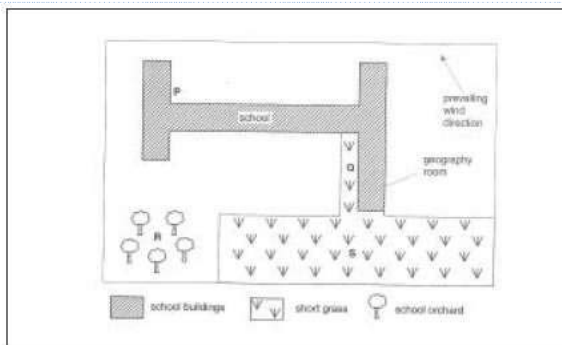 P
prevailing
wind
direction
school
geography
room
Q
R
S
school buildings
short grass
school orchard